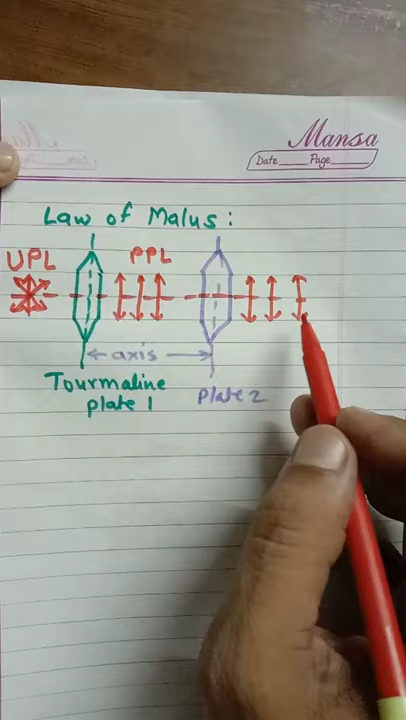 Mansa
Date Page
Law of Malus:
UPL PPL
axis
Tourmaline
plate 1
Plate 2